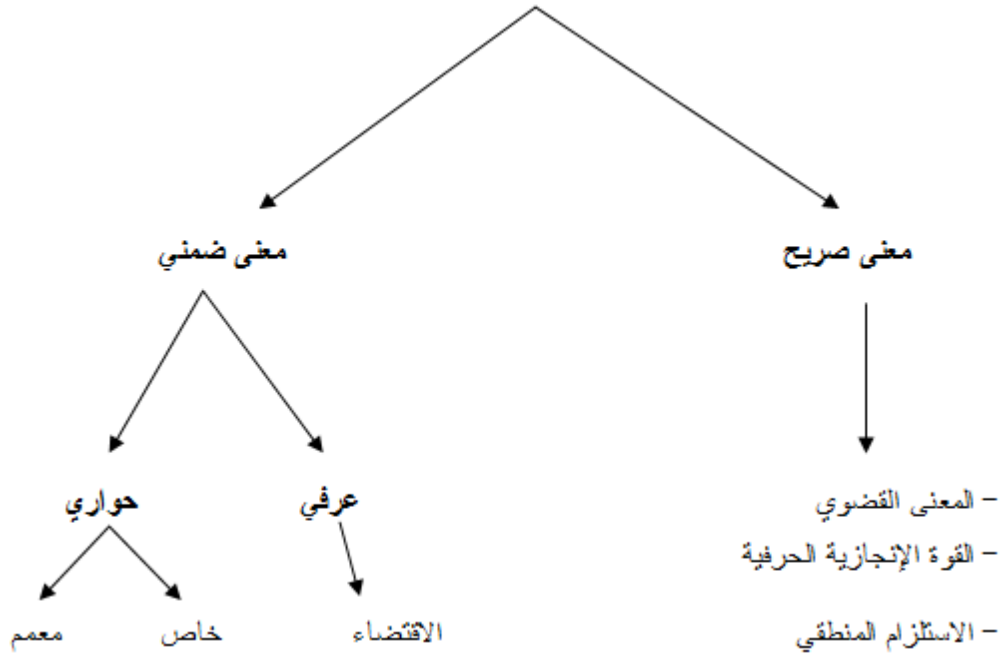 معنى صريح
معنى ضمني
- المعنى القضوي
عرفي
حواري
- القوة الإنجازية الحرفية
- الاستلزام المنطقي
الاقتضاء
خاص
معمم